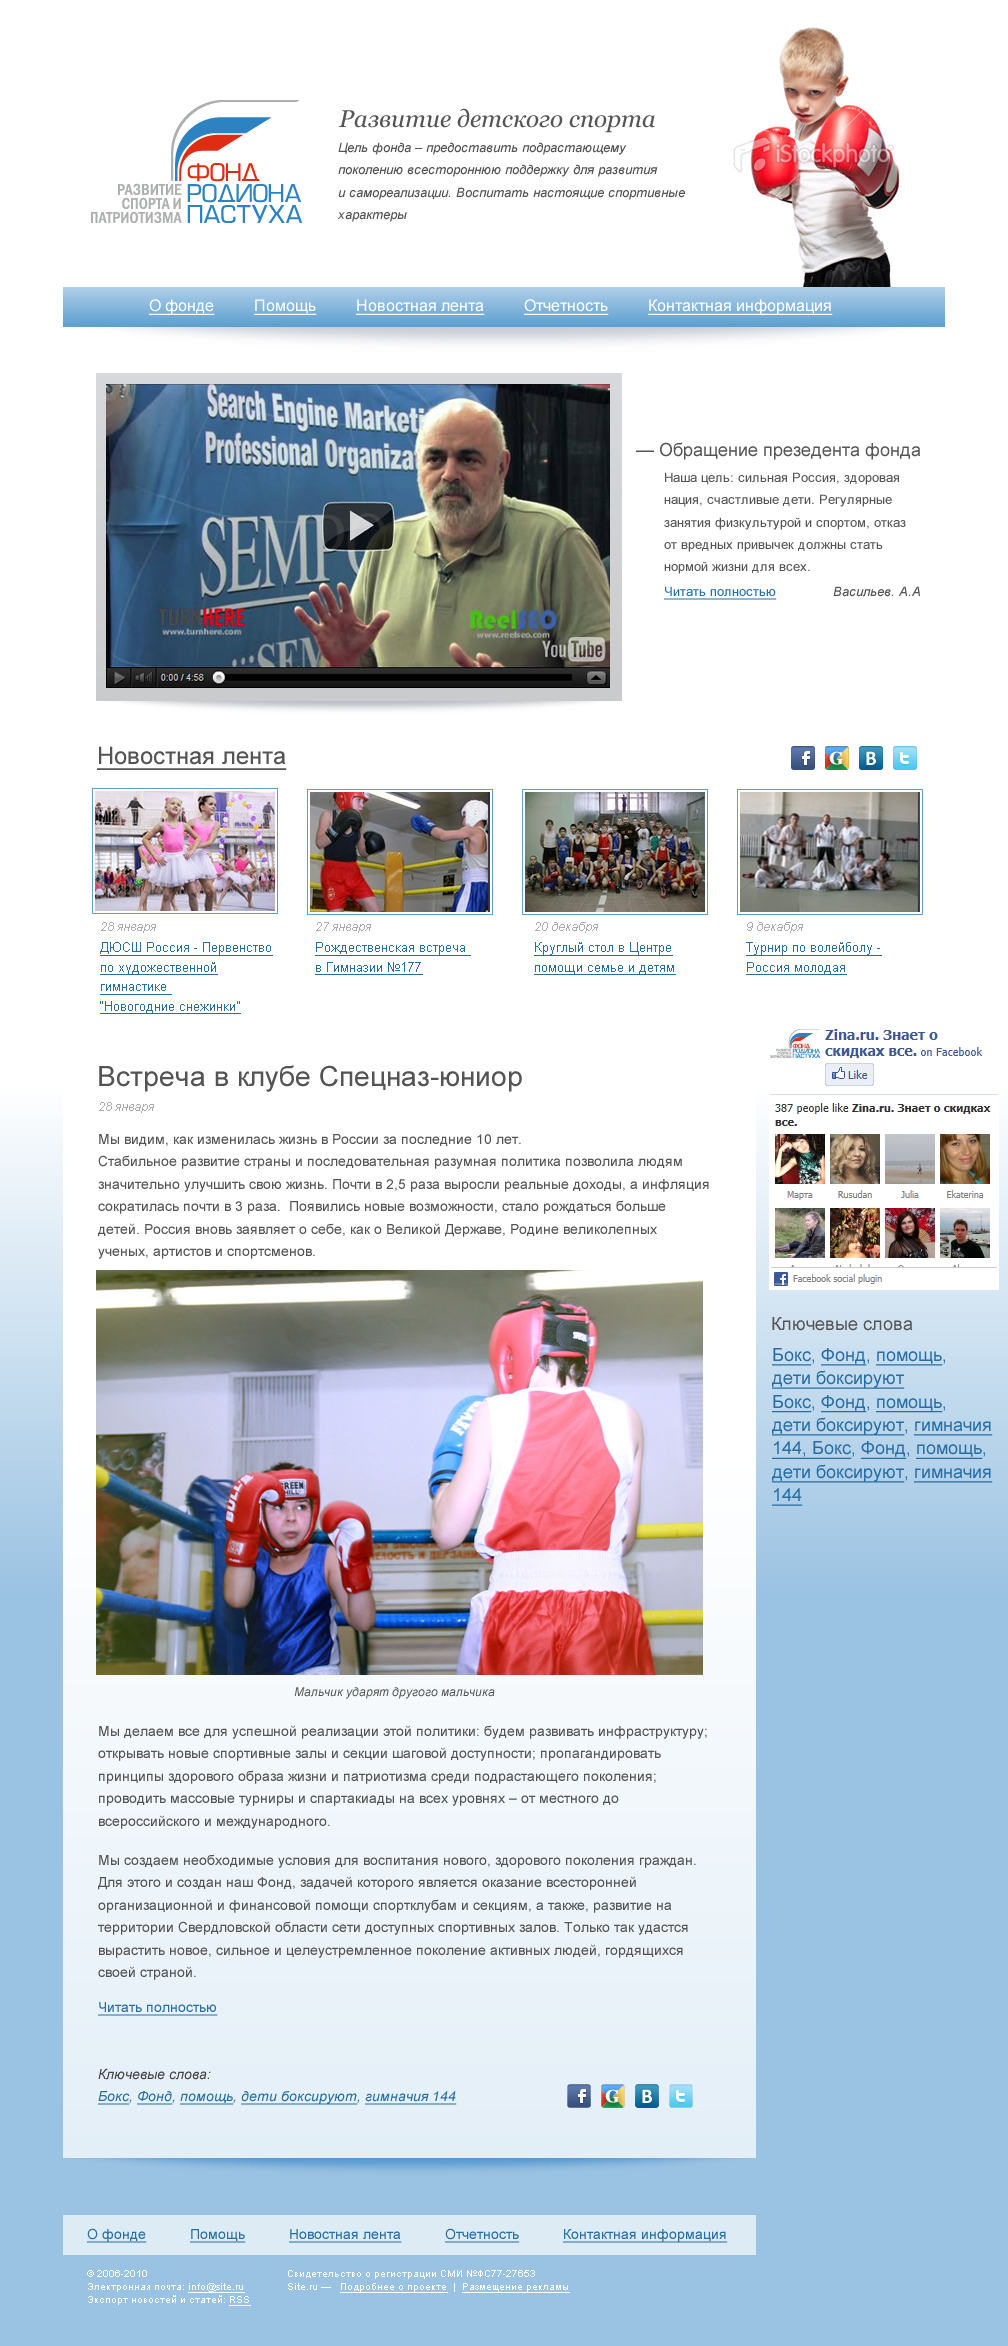 ФОНД
РАЗВИТИЕ РОДИОНА
СПОРТА И
ПАТРИОТИЗМА ПАСТУХА
Развитие детского спорта
Цель фонда – предоставить подрастающему
поколению всестороннюю поддержку для развития
и самореализации. Воспитать настоящие спортивные
характеры
iStockphoto
О фонде Помощь Новостная лента Отчетность Контактная информация
Search Engine Marketi
Professional Organiza
SEMPO
TURNHERE
www.turnhere.com
ReelSEO
www.reelseo.com
...SEM
YouTube
0:00 / 4:58
— Обращение презедента фонда
Наша цель: сильная Россия, здоровая
нация, счастливые дети. Регулярные
занятия физкультурой и спортом, отказ
от вредных привычек должны стать
нормой жизни для всех.
Читать полностью Васильев. А.А
Новостная лента
f G B t
28 января
ДЮСШ Россия - Первенство
по художественной
гимнастике
"Новогодние снежинки"
27 января
Рождественская встреча
в Гимназии №177
20 декабря
Круглый стол в Центре
помощи семье и детям
9 декабря
Турнир по волейболу -
Россия молодая
Встреча в клубе Спецназ-юниор
28 января
Мы видим, как изменилась жизнь в России за последние 10 лет.
Стабильное развитие страны и последовательная разумная политика позволила людям
значительно улучшить свою жизнь. Почти в 2,5 раза выросли реальные доходы, а инфляция
сократилась почти в 3 раза.  Появились новые возможности, стало рождаться больше
детей. Россия вновь заявляет о себе, как о Великой Державе, Родине великолепных
ученых, артистов и спортсменов.
BULL'S
GREEN
HILL
Мальчик ударят другого мальчика
Мы делаем все для успешной реализации этой политики: будем развивать инфраструктуру;
открывать новые спортивные залы и секции шаговой доступности; пропагандировать
принципы здорового образа жизни и патриотизма среди подрастающего поколения;
проводить массовые турниры и спартакиады на всех уровнях – от местного до
всероссийского и международного.
Мы создаем необходимые условия для воспитания нового, здорового поколения граждан.
Для этого и создан наш Фонд, задачей которого является оказание всесторонней
организационной и финансовой помощи спортклубам и секциям, а также, развитие на
территории Свердловской области сети доступных спортивных залов. Только так удастся
вырастить новое, сильное и целеустремленное поколение активных людей, гордящихся
своей страной.
Читать полностью
Ключевые слова:
Бокс, Фонд, помощь, дети боксируют, гимначия 144
f G B t
Zina.ru. Знает о
скидках все. on Facebook
Like
387 people like Zina.ru. Знает о скидках
все.
Марта Rusudan Julia Ekaterina
Facebook social plugin
Ключевые слова
Бокс, Фонд, помощь,
дети боксируют
Бокс, Фонд, помощь,
дети боксируют, гимначия
144, Бокс, Фонд, помощь,
дети боксируют, гимначия
144
О фонде Помощь Новостная лента Отчетность Контактная информация
© 2006-2010
Электронная почта: info@site.ru
Экспорт новостей и статей: RSS
Свидетельство о регистрации СМИ №ФС77-27653
Site.ru — Подробнее о проекте | Размещение рекламы